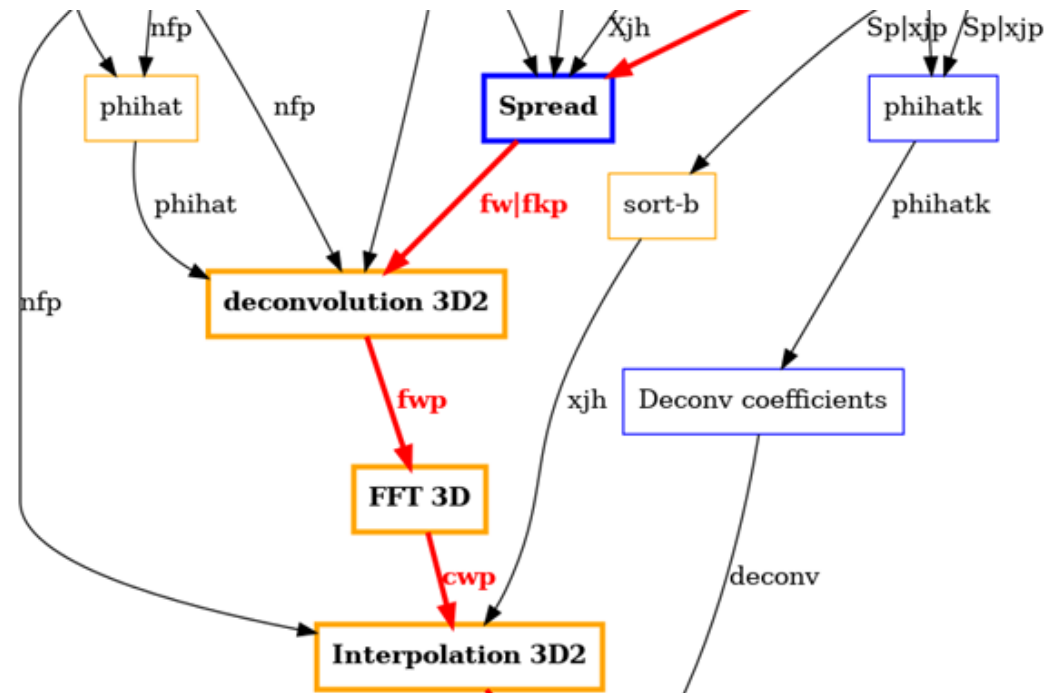 nfp
Xjh
Sp|xjp
Sp|xjp
phihat
nfp
Spread
phihatk
phihat
fw|fkp
sort-b
phihatk
nfp
deconvolution 3D2
fwp
xjh
Deconv coefficients
FFT 3D
cwp
deconv
Interpolation 3D2